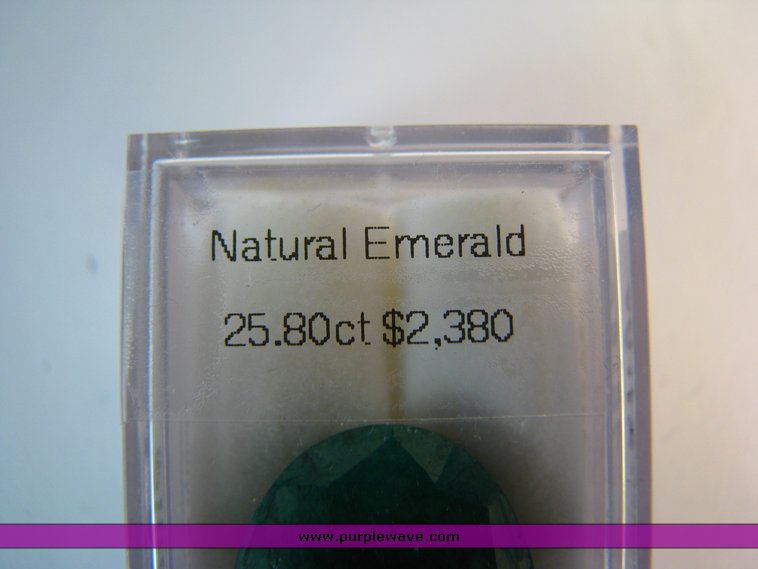 Natural Emerald
25.80ct $2,380
www.purplewave.com